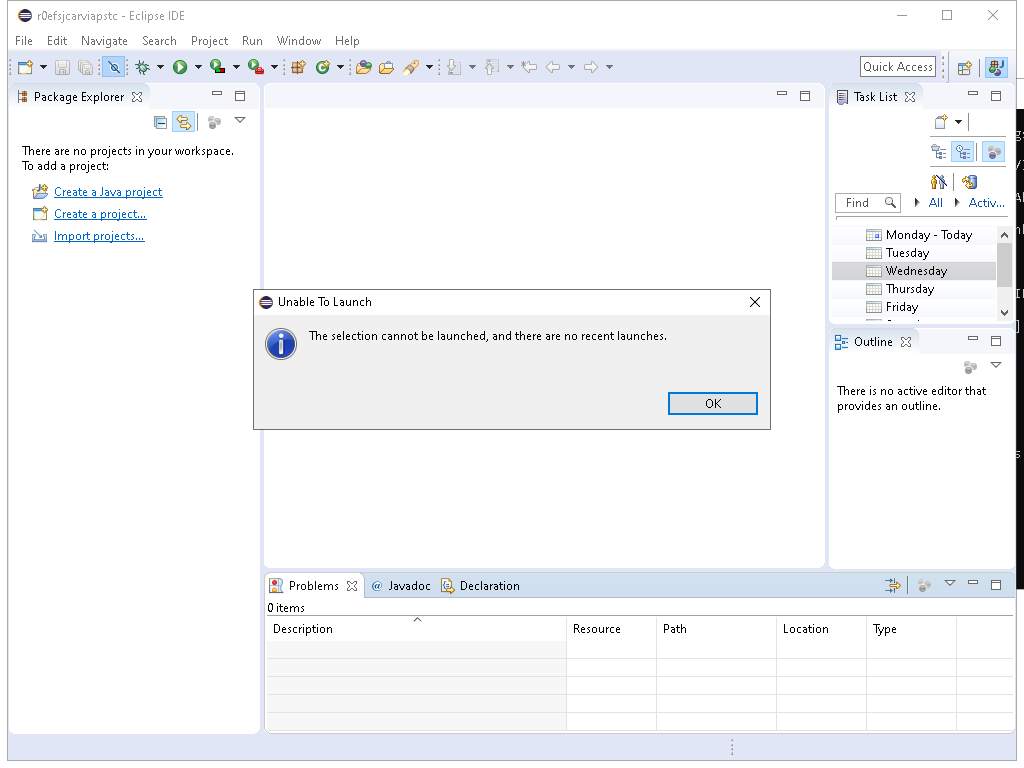 r0efsjcarviapstc - Eclipse IDE
File Edit Navigate Search Project Run Window Help
Quick Access
Package Explorer
There are no projects in your workspace.
To add a project:
Create a Java project
Create a project...
Import projects...
Task List
Find
All
Activ...
Monday - Today
Tuesday
Wednesday
Thursday
Friday
Unable To Launch
The selection cannot be launched, and there are no recent launches.
OK
Outline
There is no active editor that
provides an outline.
Problems @ Javadoc Declaration
0 items
Description Resource Path Location Type